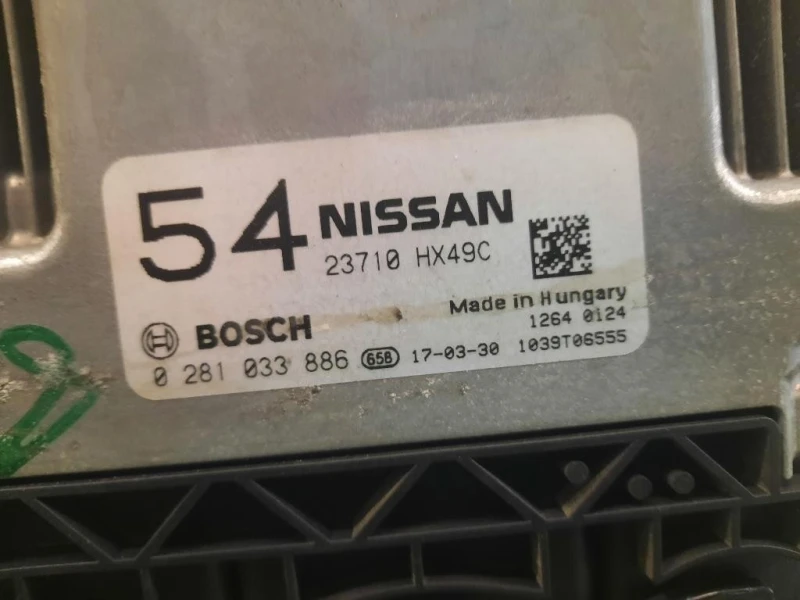 54 NISSAN
23710 HX49C
Made in Hungary
BOSCH 1264 0124
0 281 033 886 658 17-03-30 1039T06555